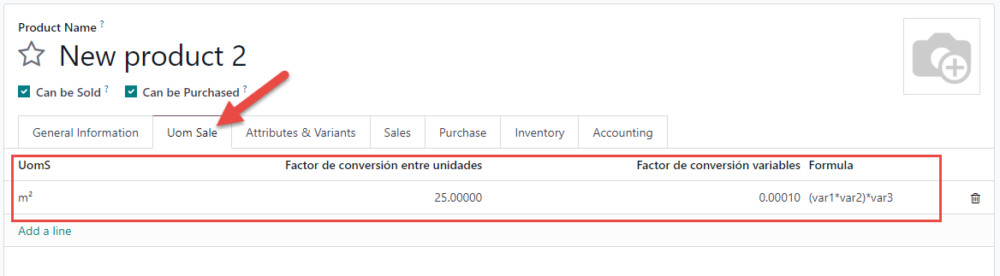 Product Name ?
New product 2
Can be Sold ? Can be Purchased ?
General Information Uom Sale Attributes & Variants Sales Purchase Inventory Accounting
UomS Factor de conversión entre unidades Factor de conversión variables Formula
m² 25.00000 0.00010 (var1*var2)*var3
Add a line